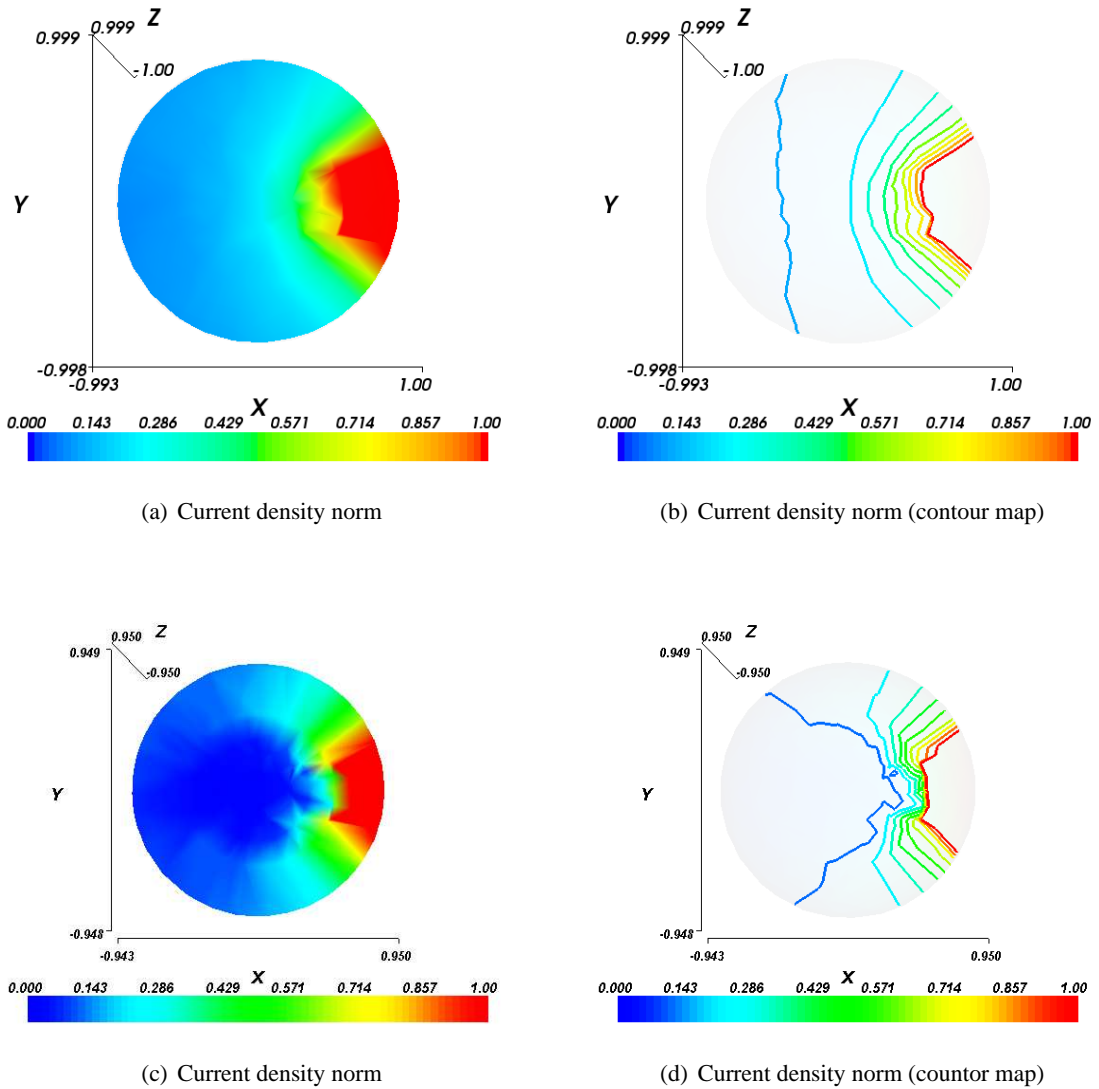 Z
0.999
0.999
-1.00
Y
-0.998
-0.993
1.00
X
0.000 0.143 0.286 0.429 0.571 0.714 0.857 1.00
(a) Current density norm
Z
0.999
0.999
-1.00
Y
-0.998
-0.993
1.00
X
0.000 0.143 0.286 0.429 0.571 0.714 0.857 1.00
(b) Current density norm (contour map)
Z
0.950
0.949
-0.950
Y
-0.948
-0.943
0.950
X
0.000 0.143 0.286 0.429 0.571 0.714 0.857 1.00
(c) Current density norm
Z
0.950
0.949
-0.950
Y
-0.948
-0.943
0.950
X
0.000 0.143 0.286 0.429 0.571 0.714 0.857 1.00
(d) Current density norm (countor map)